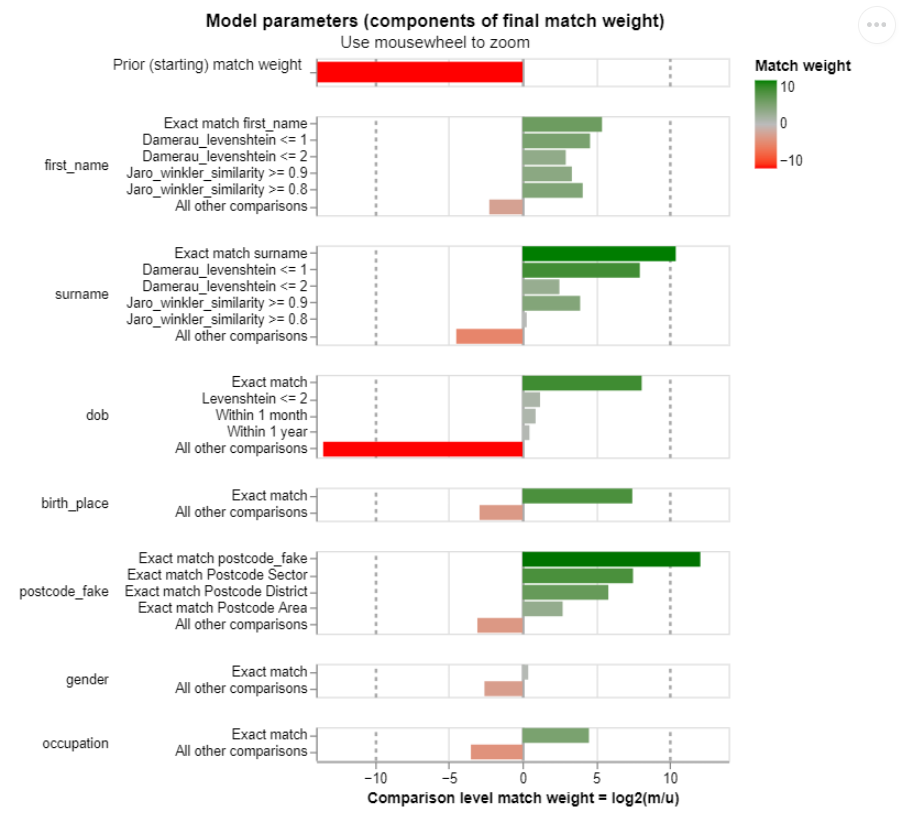 Model parameters (components of final match weight)
Use mousewheel to zoom
Prior (starting) match weight
Match weight
10
0
−10
first_name
Exact match first_name
Damerau_levenshtein <= 1
Damerau_levenshtein <= 2
Jaro_winkler_similarity >= 0.9
Jaro_winkler_similarity >= 0.8
All other comparisons
surname
Exact match surname
Damerau_levenshtein <= 1
Damerau_levenshtein <= 2
Jaro_winkler_similarity >= 0.9
Jaro_winkler_similarity >= 0.8
All other comparisons
dob
Exact match
Levenshtein <= 2
Within 1 month
Within 1 year
All other comparisons
birth_place
Exact match
All other comparisons
postcode_fake
Exact match postcode_fake
Exact match Postcode Sector
Exact match Postcode District
Exact match Postcode Area
All other comparisons
gender
Exact match
All other comparisons
occupation
Exact match
All other comparisons
−10 −5 0 5 10
Comparison level match weight = log2(m/u)